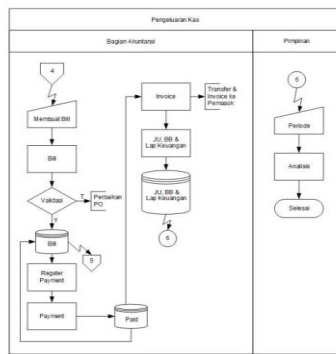 Pengeluaran Kas
Bagian Akuntansi
Pimpinan
4
Membuat Bill
Bill
Validasi
T
Perbaikan
PO
Y
Bill
5
Register
Payment
Payment
Paid
Invoice
Transfer &
Invoice ke
Pemasok
JU, BB &
Lap Keuangan
JU, BB &
Lap Keuangan
6
6
Periode
Analisis
Selesai